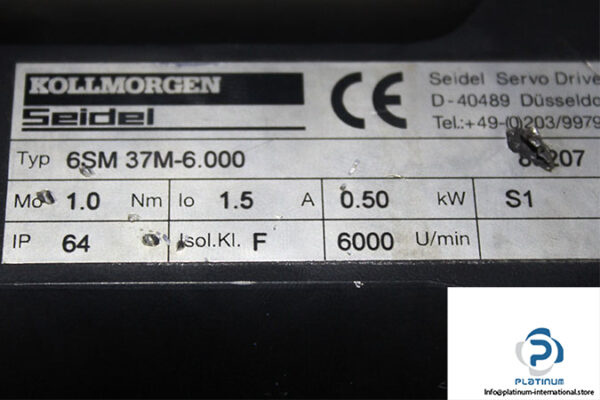 KOLLMORGEN
Seidel
CE
Seidel Servo Drive
D-40489 Düsseldo
Tel.:+49-(0)203/9979
Typ 6SM 37M-6.000
Mo 1.0 Nm Io 1.5 A 0.50 kW S1
IP 64 Isol.Kl. F 6000 U/min
PLATINUM
Info@platinum-international.store